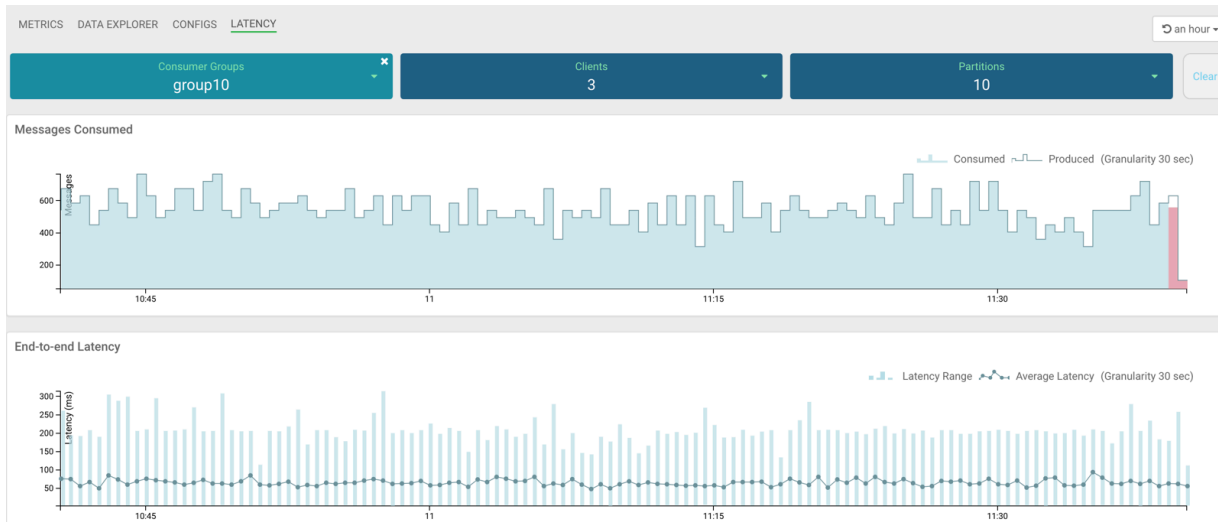 METRICS DATA EXPLORER CONFIGS LATENCY
an hour
Consumer Groups
group10
Clients
3
Partitions
10
Clear
Messages Consumed
Consumed Produced (Granularity 30 sec)
Messages
600
400
200
10:45 11 11:15 11:30
End-to-end Latency
Latency Range Average Latency (Granularity 30 sec)
Latency (ms)
300
250
200
150
100
50
10:45 11 11:15 11:30